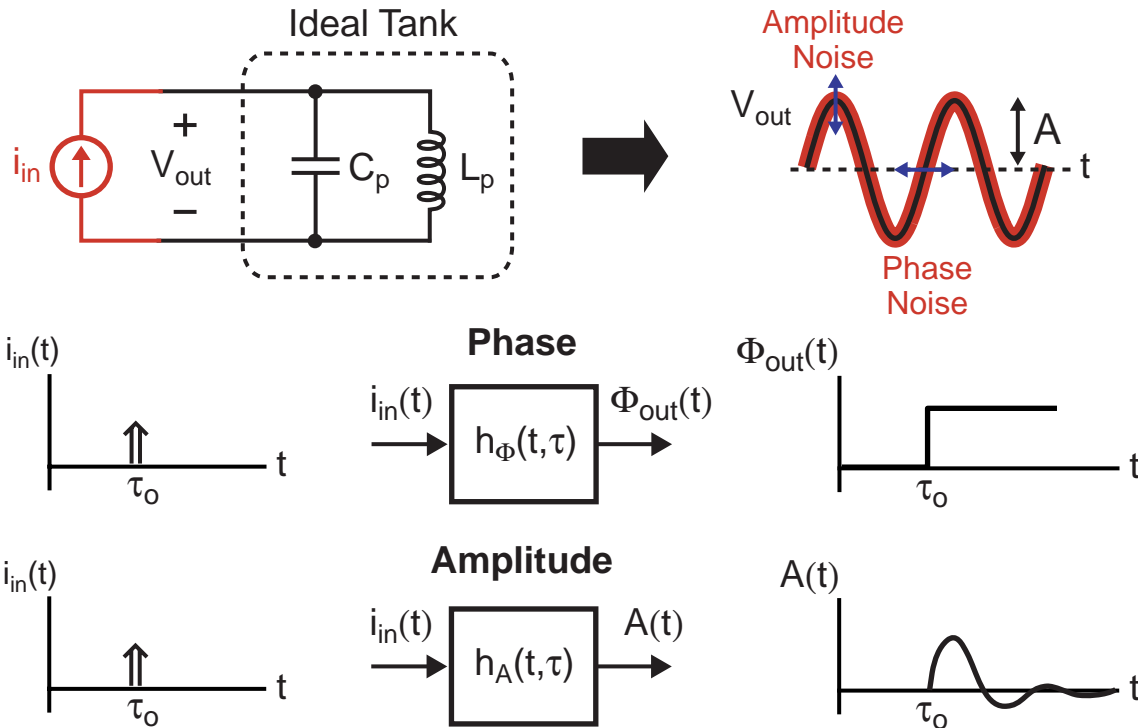 Ideal Tank
i_in
+
V_out
−
C_p
L_p
Amplitude
Noise
V_out
A
t
Phase
Noise
i_in(t)
τ_o
t
Phase
i_in(t)
h_Φ(t,τ)
Φ_out(t)
Φ_out(t)
τ_o
t
i_in(t)
τ_o
t
Amplitude
i_in(t)
h_A(t,τ)
A(t)
A(t)
τ_o
t